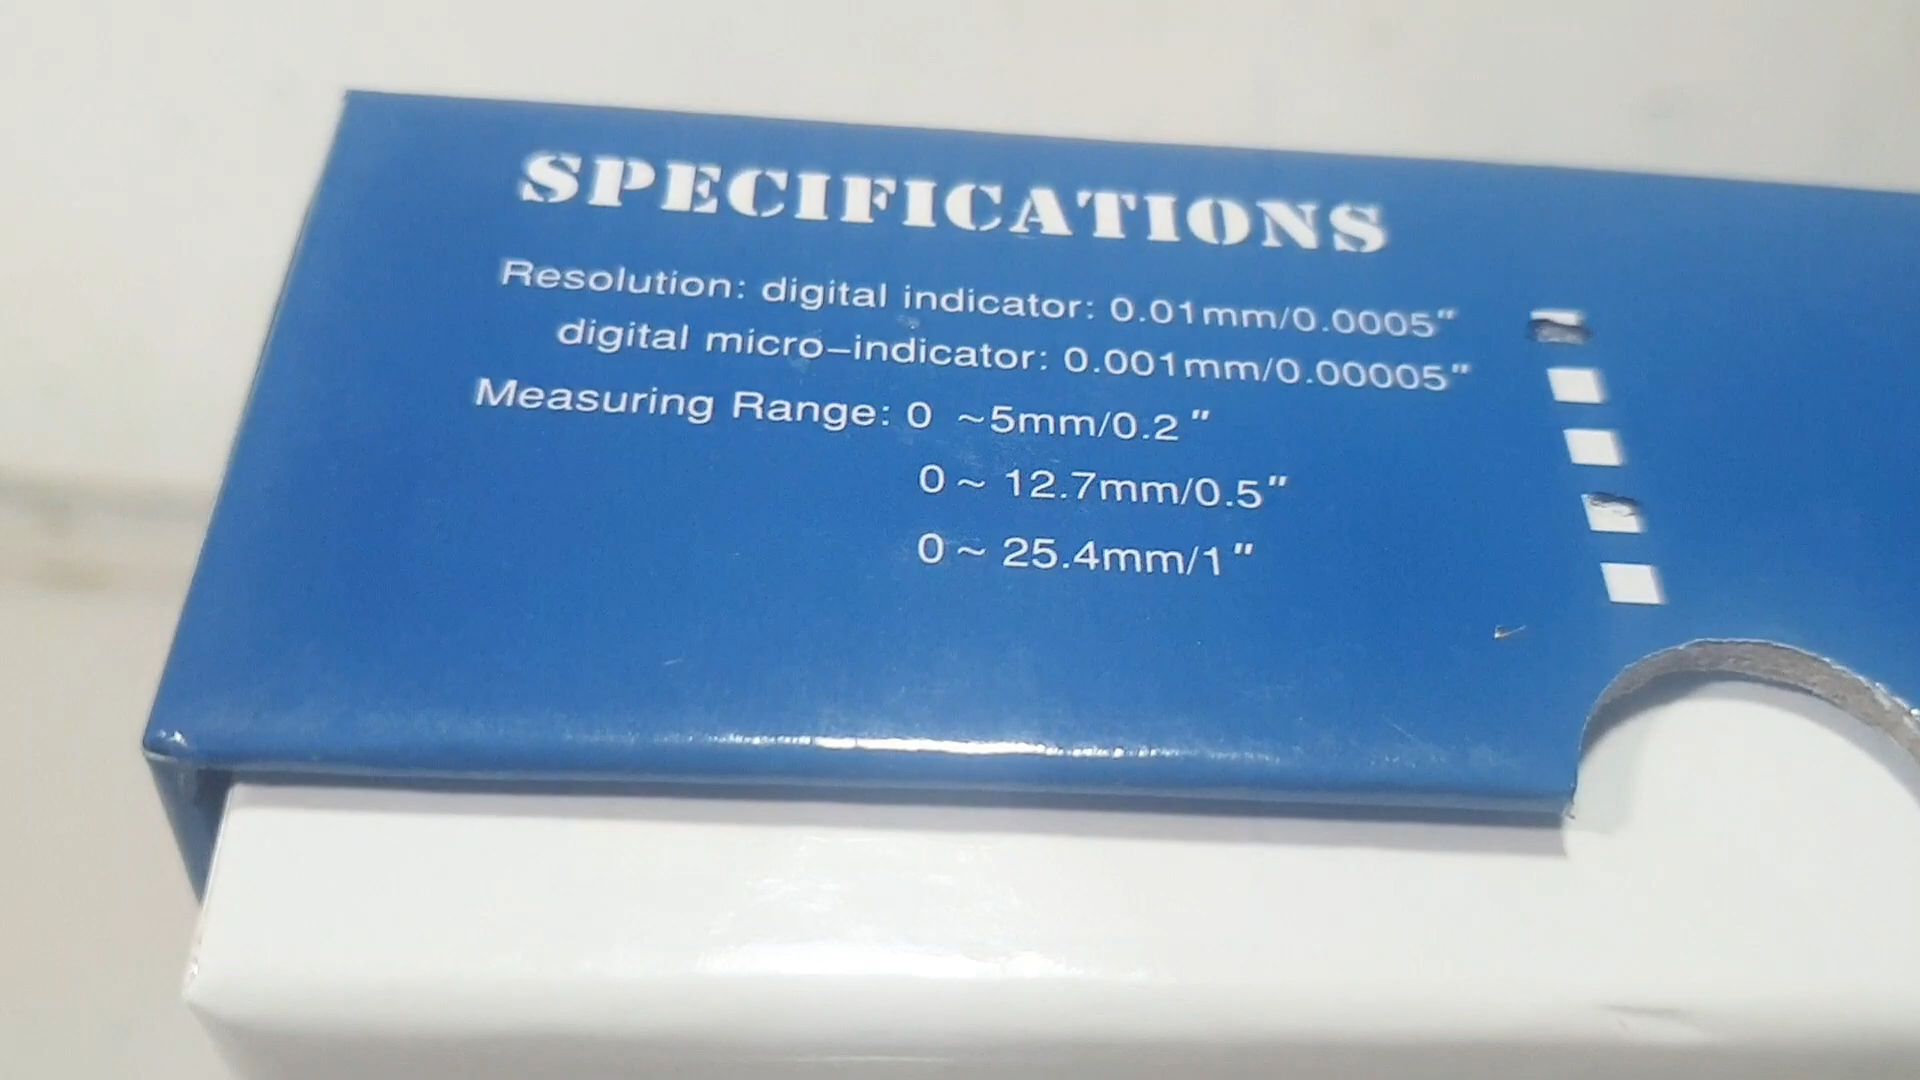 SPECIFICATIONS
Resolution: digital indicator: 0.01mm/0.0005"
digital micro-indicator: 0.001mm/0.00005"
Measuring Range: 0 ~5mm/0.2 "
0 ~ 12.7mm/0.5"
0 ~ 25.4mm/1 "